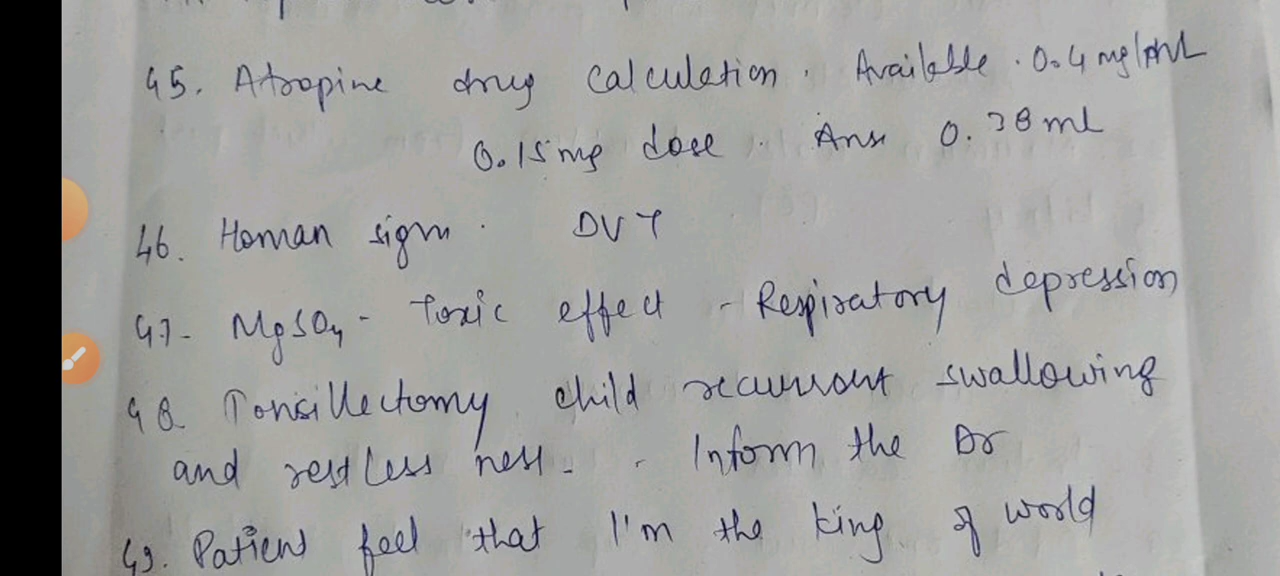 45. Atropine drug calculation. Available. 0.4 mg/ml
0.15 mg dose. Ans 0.38 ml
46. Homan sign. DVT
47- MgSO4 - Toxic effect - Respiratory depression
48. Tonsillectomy child recurrent swallowing
and restless ness. - Inform the Dr
49. Patient feel that I'm the king of world